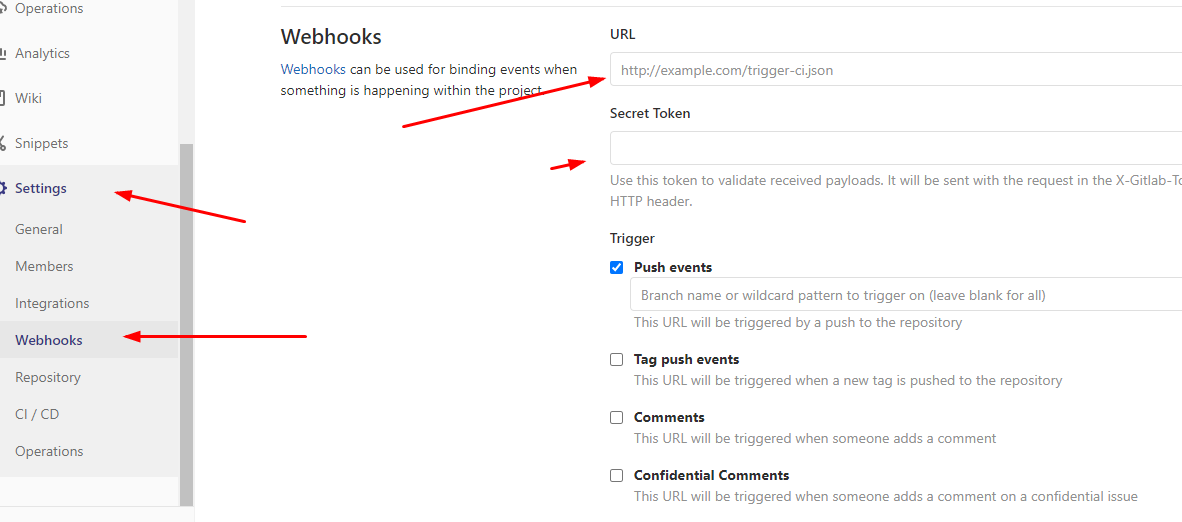 Operations
Analytics
Wiki
Snippets
Settings
General
Members
Integrations
Webhooks
Repository
CI / CD
Operations
Webhooks
Webhooks can be used for binding events when
something is happening within the project.
URL
http://example.com/trigger-ci.json
Secret Token
Use this token to validate received payloads. It will be sent with the request in the X-Gitlab-To
HTTP header.
Trigger
Push events
Branch name or wildcard pattern to trigger on (leave blank for all)
This URL will be triggered by a push to the repository
Tag push events
This URL will be triggered when a new tag is pushed to the repository
Comments
This URL will be triggered when someone adds a comment
Confidential Comments
This URL will be triggered when someone adds a comment on a confidential issue